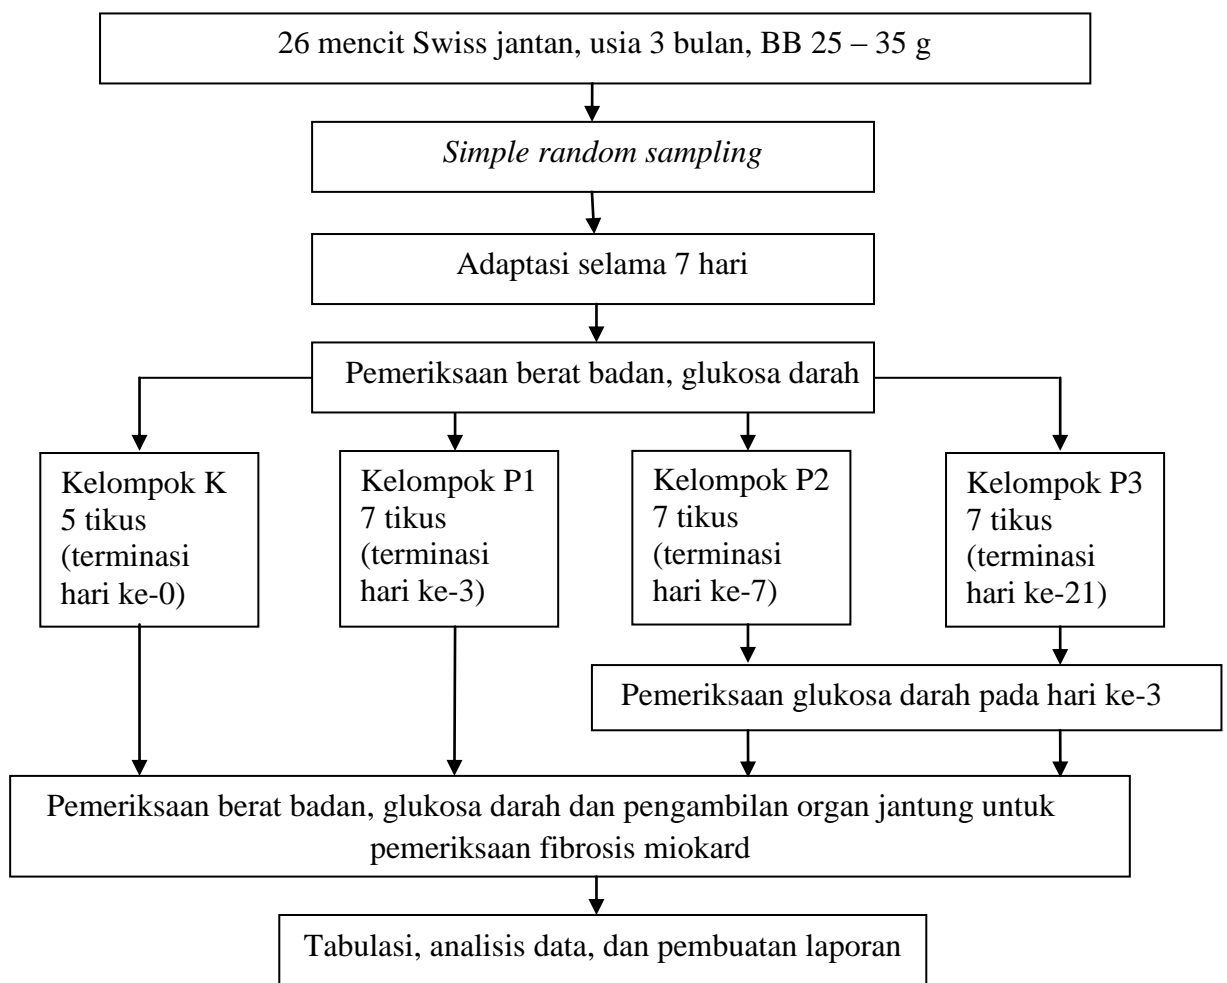 26 mencit Swiss jantan, usia 3 bulan, BB 25 – 35 g
Simple random sampling
Adaptasi selama 7 hari
Pemeriksaan berat badan, glukosa darah
Kelompok K
5 tikus
(terminasi
hari ke-0)
Kelompok P1
7 tikus
(terminasi
hari ke-3)
Kelompok P2
7 tikus
(terminasi
hari ke-7)
Kelompok P3
7 tikus
(terminasi
hari ke-21)
Pemeriksaan glukosa darah pada hari ke-3
Pemeriksaan berat badan, glukosa darah dan pengambilan organ jantung untuk
pemeriksaan fibrosis miokard
Tabulasi, analisis data, dan pembuatan laporan